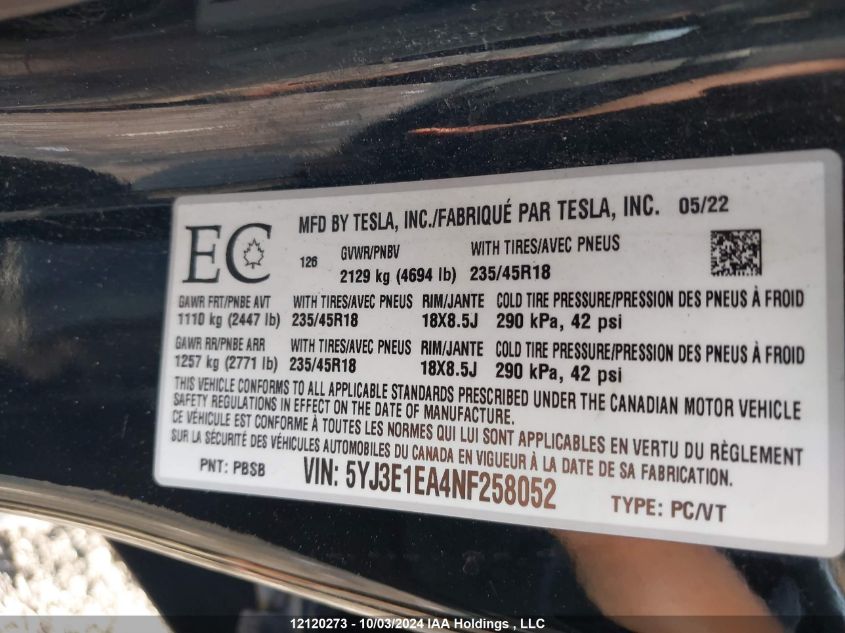 MFD BY TESLA, INC./FABRIQUÉ PAR TESLA, INC. 05/22
EC
126
GVWR/PNBV WITH TIRES/AVEC PNEUS
2129 kg (4694 lb) 235/45R18
GAWR FRT/PNBE AVT WITH TIRES/AVEC PNEUS RIM/JANTE COLD TIRE PRESSURE/PRESSION DES PNEUS À FROID
1110 kg (2447 lb) 235/45R18 18X8.5J 290 kPa, 42 psi
GAWR RR/PNBE ARR WITH TIRES/AVEC PNEUS RIM/JANTE COLD TIRE PRESSURE/PRESSION DES PNEUS À FROID
1257 kg (2771 lb) 235/45R18 18X8.5J 290 kPa, 42 psi
THIS VEHICLE CONFORMS TO ALL APPLICABLE STANDARDS PRESCRIBED UNDER THE CANADIAN MOTOR VEHICLE
SAFETY REGULATIONS IN EFFECT ON THE DATE OF MANUFACTURE.
CE VÉHICULE EST CONFORME À TOUTES LES NORMES QUI LUI SONT APPLICABLES EN VERTU DU RÈGLEMENT
SUR LA SÉCURITÉ DES VÉHICULES AUTOMOBILES DU CANADA EN VIGUEUR À LA DATE DE SA FABRICATION.
PNT: PBSB VIN: 5YJ3E1EA4NF258052 TYPE: PC/VT
12120273 - 10/03/2024 IAA Holdings , LLC